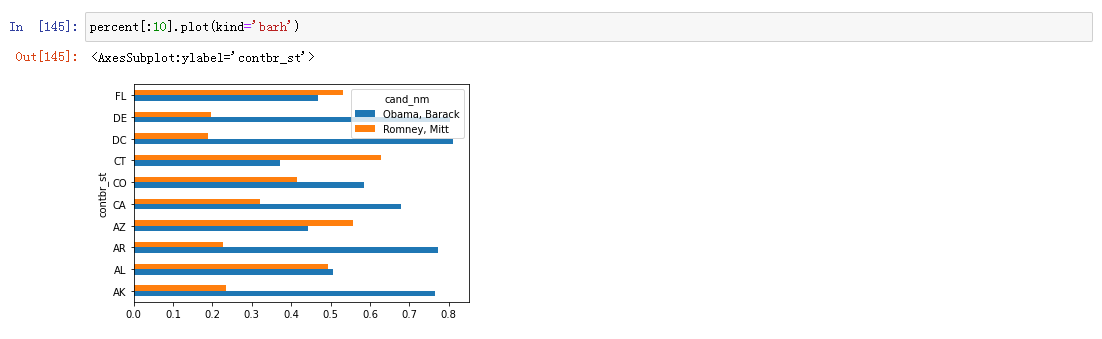 In [145]: percent[:10].plot(kind='barh')
Out[145]: <AxesSubplot:ylabel='contbr_st'>
cand_nm
Obama, Barack
Romney, Mitt
contbr_st
FL
DE
DC
CT
CO
CA
AZ
AR
AL
AK
0.0 0.1 0.2 0.3 0.4 0.5 0.6 0.7 0.8